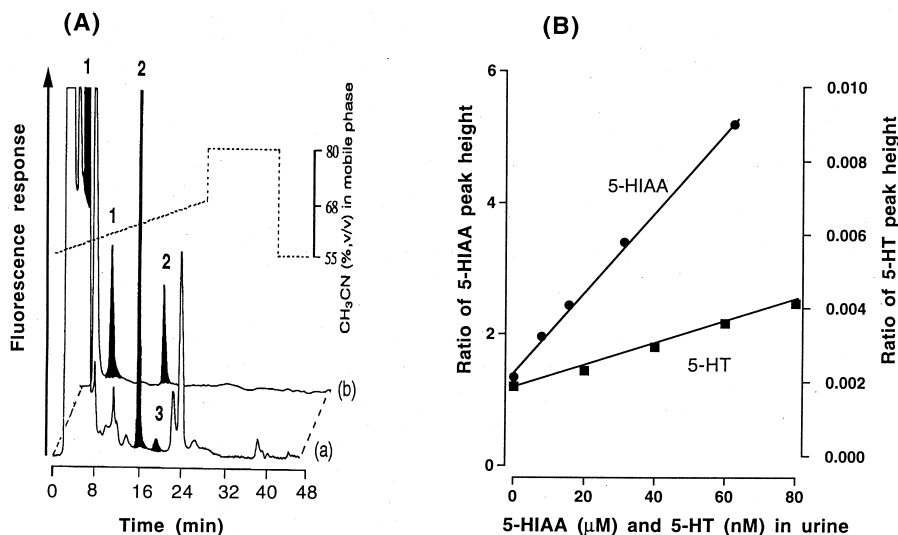 (A)
1
2
Fluorescence response
CH₃CN (%,v/v) in mobile phase
80
68
55
1
2
3
(b)
(a)
0 8 16 24 32 40 48
Time (min)
(B)
Ratio of 5-HIAA peak height
6
4
2
0
5-HIAA
5-HT
0.010
0.008
0.006
0.004
0.002
0.000
Ratio of 5-HT peak height
0 20 40 60 80
5-HIAA (μM) and 5-HT (nM) in urine